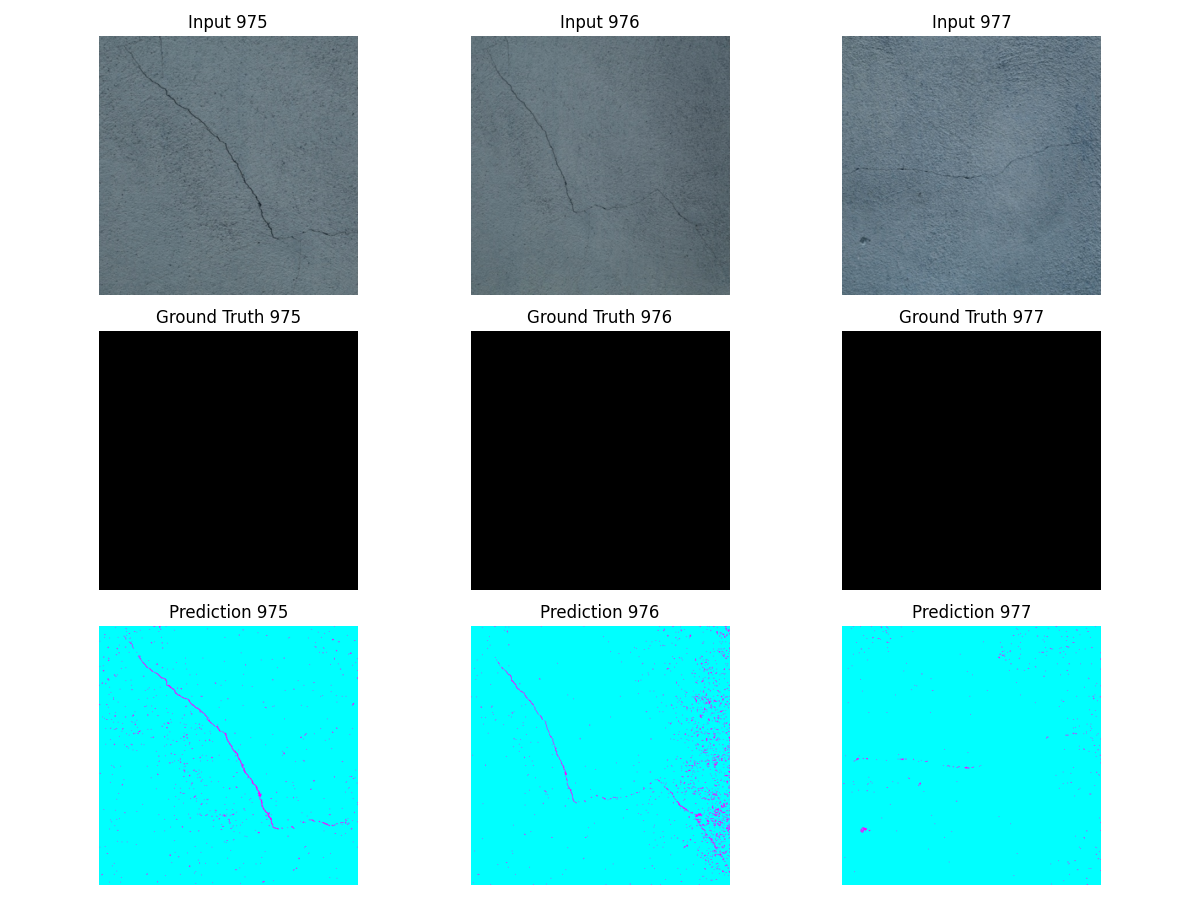 Input 975
Input 976
Input 977
Ground Truth 975
Ground Truth 976
Ground Truth 977
Prediction 975
Prediction 976
Prediction 977